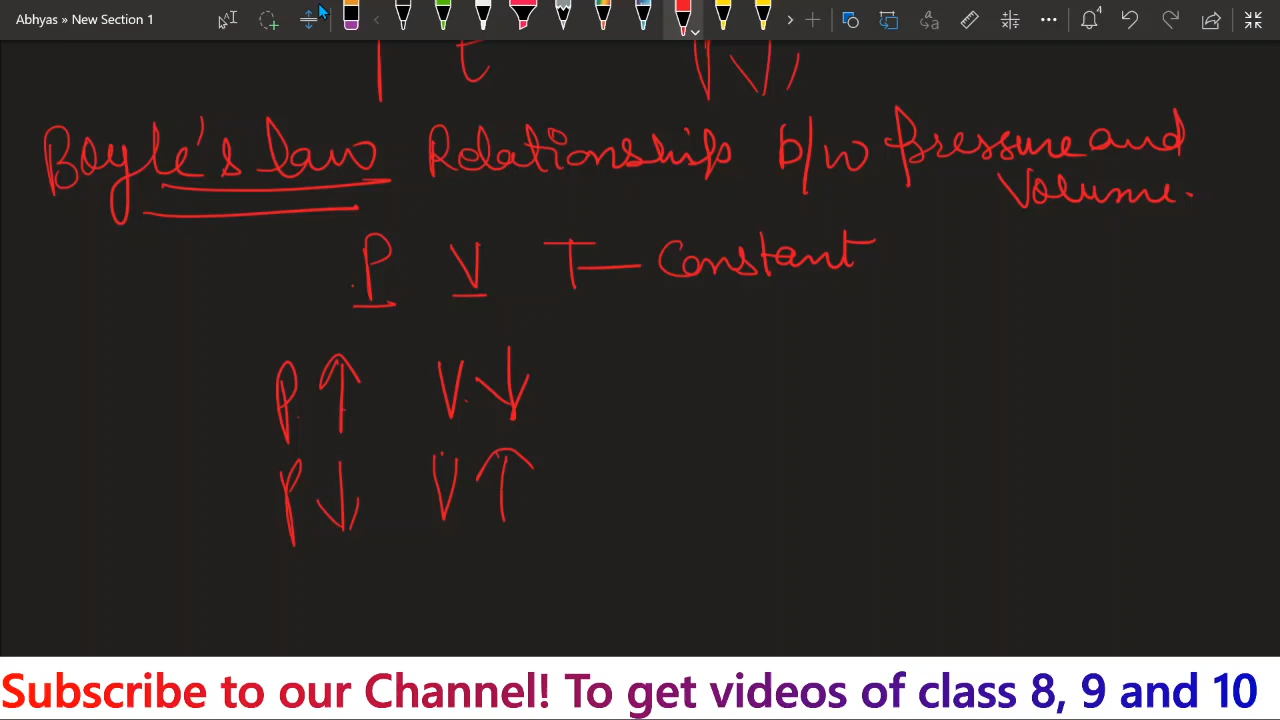 Abhyas » New Section 1
4
P t P V,
Boyle's law Relationship b/w pressure and
Volume.
P V T — Constant
P ↑ V ↓
P ↓ V ↑
Subscribe to our Channel! To get videos of class 8, 9 and 10